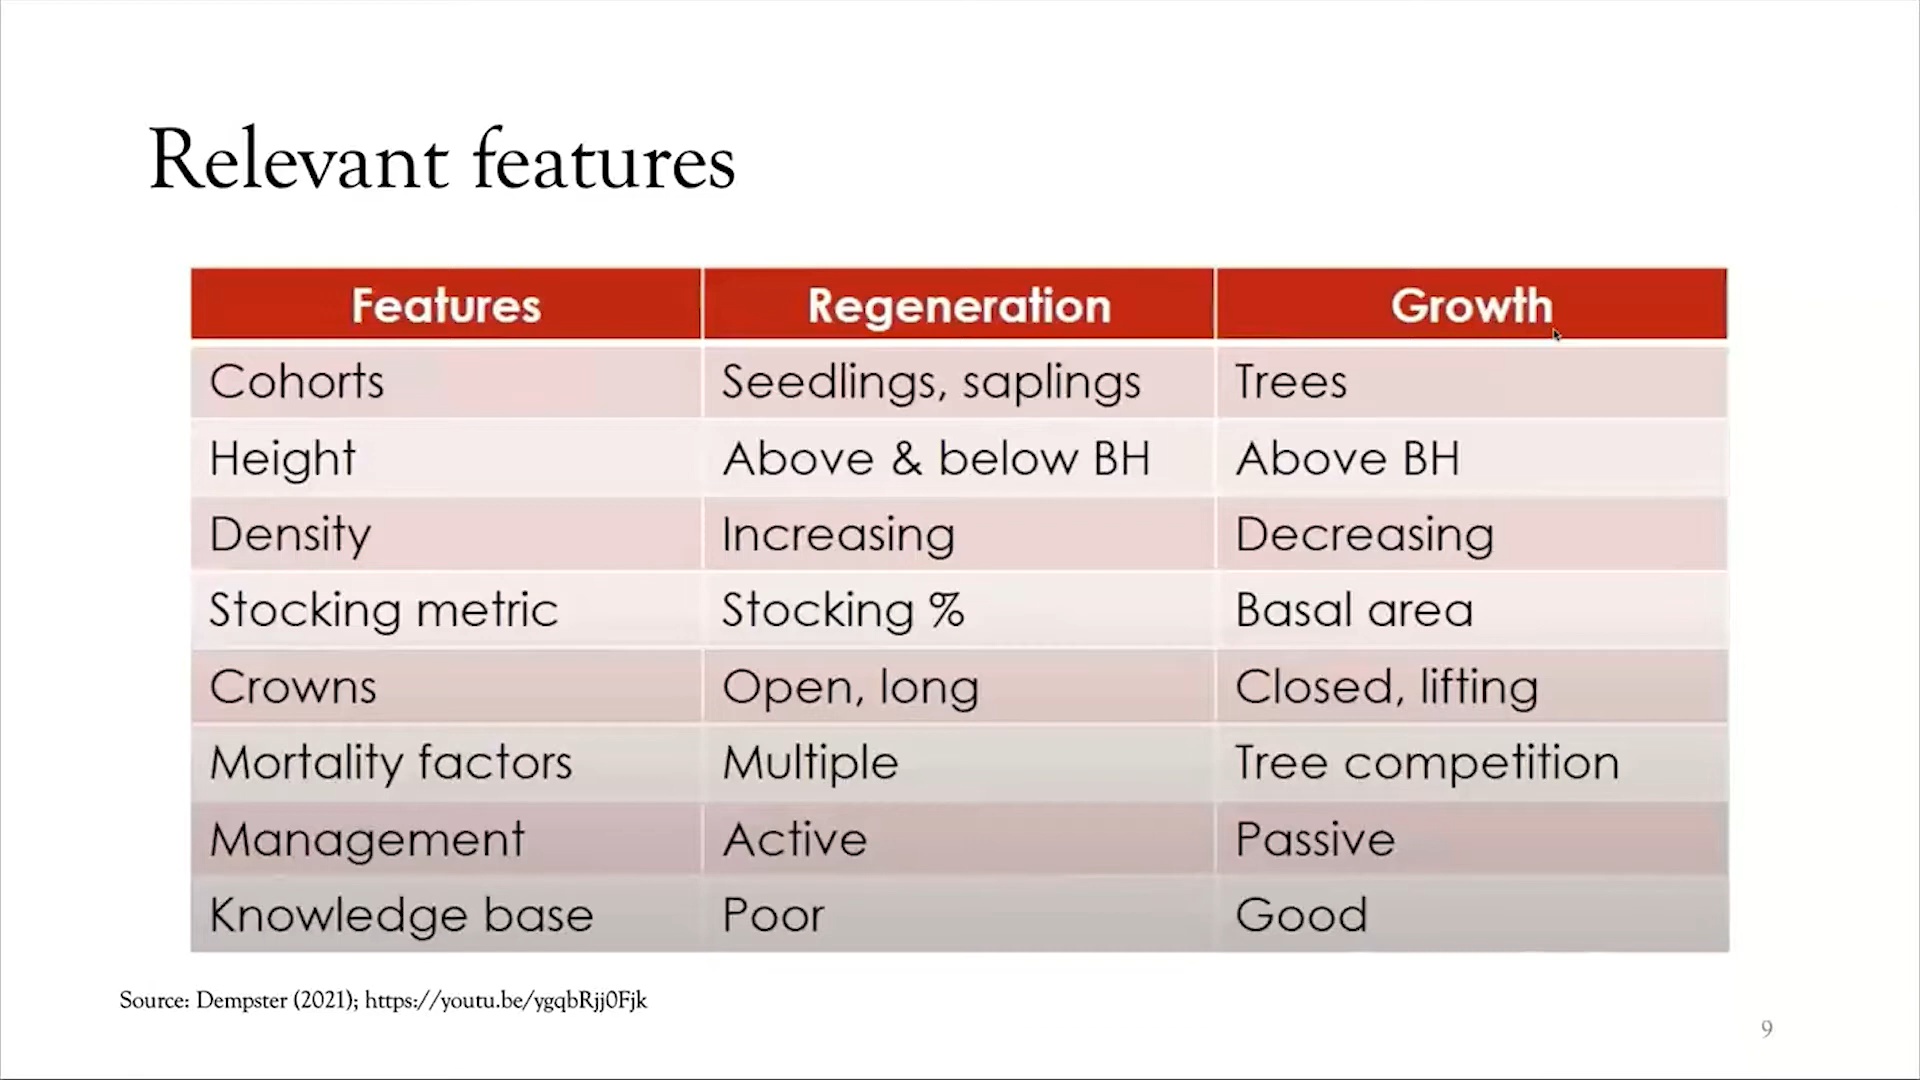 Relevant features
Features Regeneration Growth
Cohorts Seedlings, saplings Trees
Height Above & below BH Above BH
Density Increasing Decreasing
Stocking metric Stocking % Basal area
Crowns Open, long Closed, lifting
Mortality factors Multiple Tree competition
Management Active Passive
Knowledge base Poor Good
Source: Dempster (2021); https://youtu.be/ygqbRjj0Fjk
9